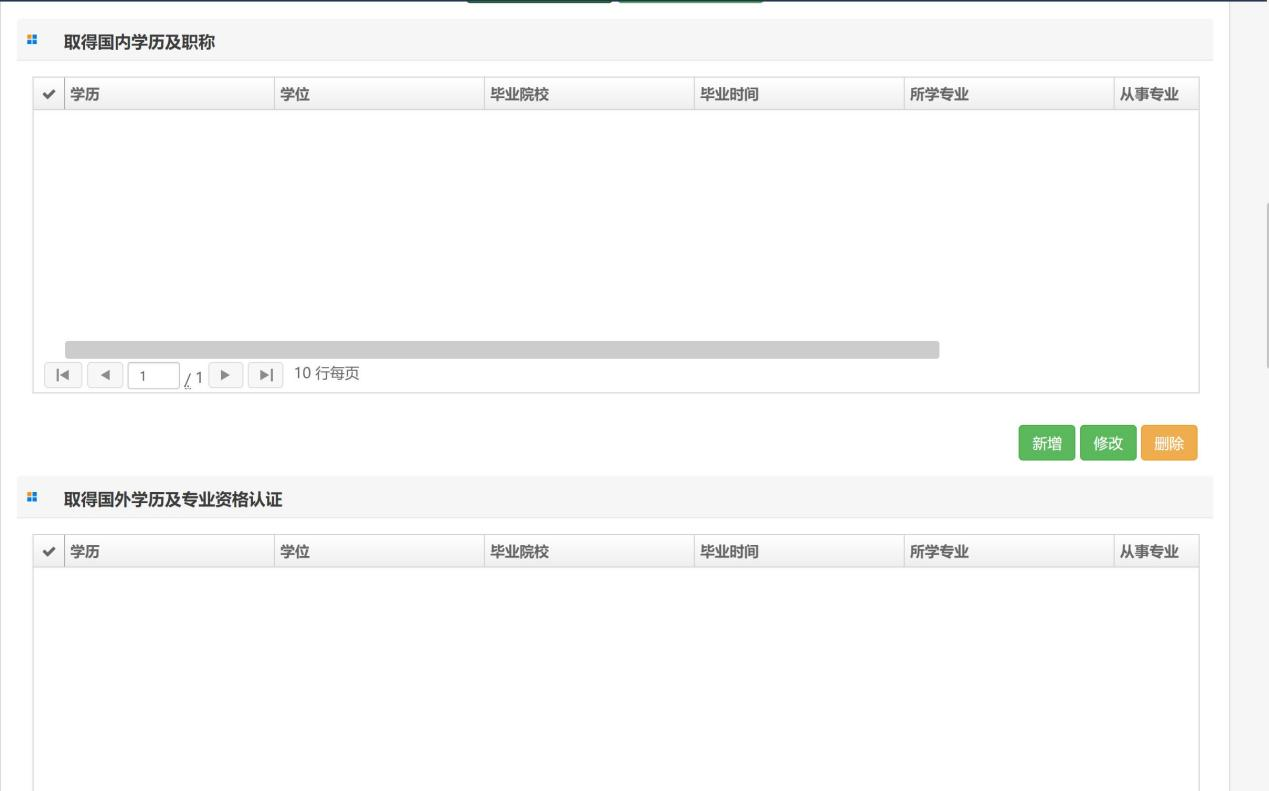 取得国内学历及职称
学历 学位 毕业院校 毕业时间 所学专业 从事专业
1 / 1 10 行每页
新增 修改 删除
取得国外学历及专业资格认证
学历 学位 毕业院校 毕业时间 所学专业 从事专业